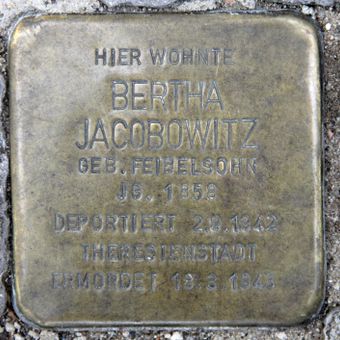 HIER WOHNTE
BERTHA
JACOBOWITZ
GEB. FEIBELSOHN
JG. 1858
DEPORTIERT 2.9.1942
THERESIENSTADT
ERMORDET 18.3.1943